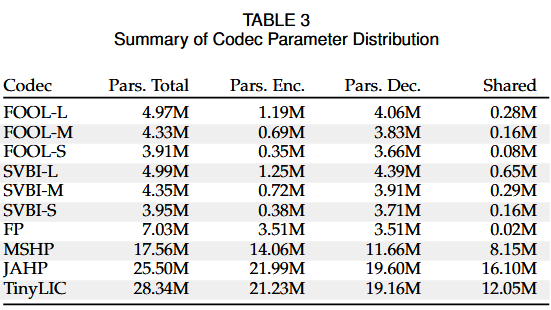 TABLE 3
Summary of Codec Parameter Distribution
Codec Pars. Total Pars. Enc. Pars. Dec. Shared
FOOL-L 4.97M 1.19M 4.06M 0.28M
FOOL-M 4.33M 0.69M 3.83M 0.16M
FOOL-S 3.91M 0.35M 3.66M 0.08M
SVBI-L 4.99M 1.25M 4.39M 0.65M
SVBI-M 4.35M 0.72M 3.91M 0.29M
SVBI-S 3.95M 0.38M 3.71M 0.16M
FP 7.03M 3.51M 3.51M 0.02M
MSHP 17.56M 14.06M 11.66M 8.15M
JAHP 25.50M 21.99M 19.60M 16.10M
TinyLIC 28.34M 21.23M 19.16M 12.05M